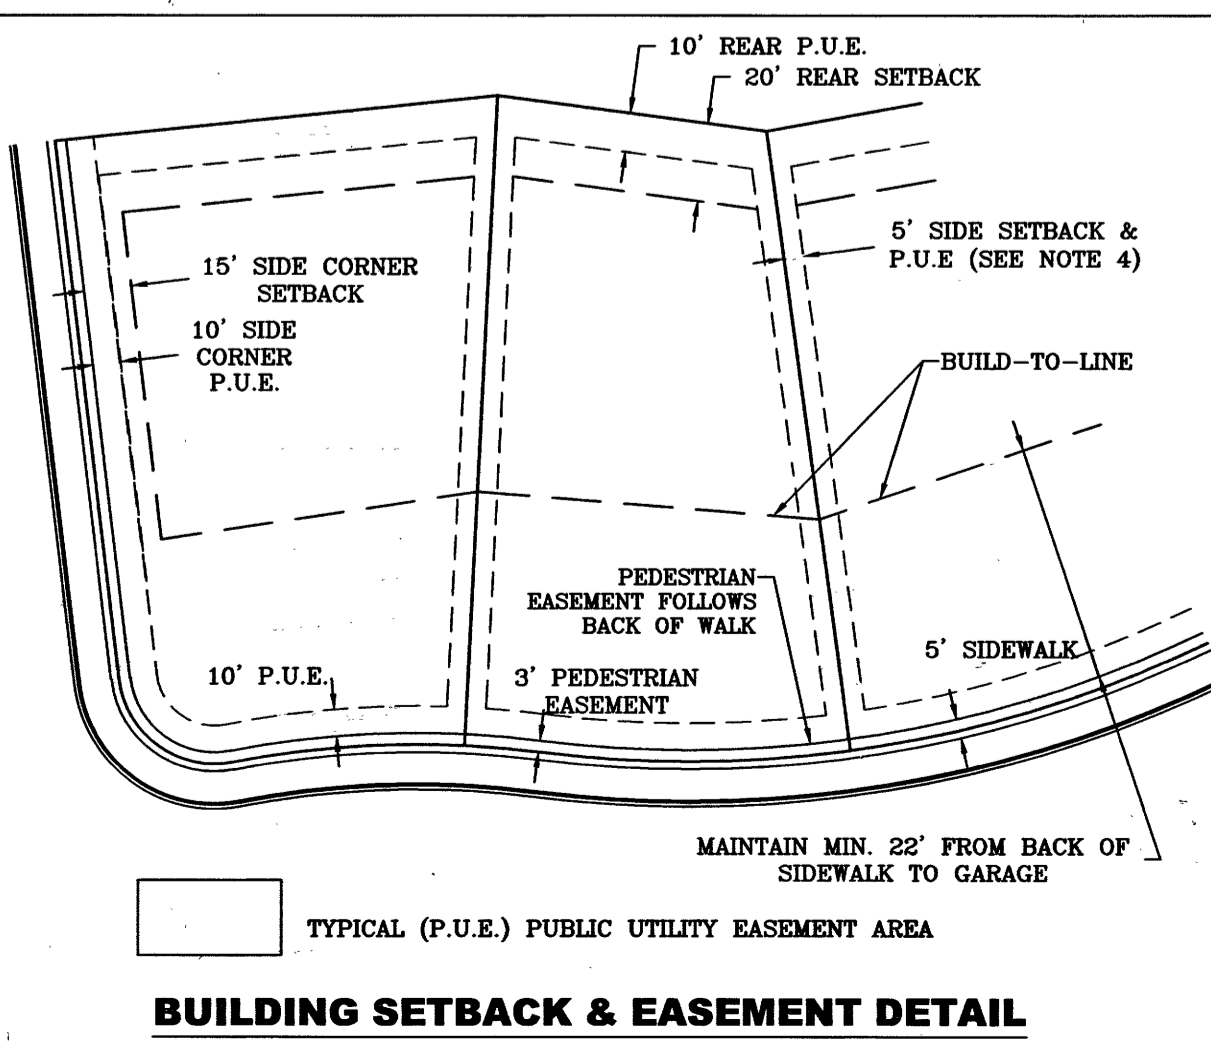 10' REAR P.U.E.
20' REAR SETBACK
5' SIDE SETBACK &
P.U.E (SEE NOTE 4)
15' SIDE CORNER
SETBACK
10' SIDE
CORNER
P.U.E.
BUILD-TO-LINE
PEDESTRIAN
EASEMENT FOLLOWS
BACK OF WALK
5' SIDEWALK
10' P.U.E.
3' PEDESTRIAN
EASEMENT
MAINTAIN MIN. 22' FROM BACK OF
SIDEWALK TO GARAGE
TYPICAL (P.U.E.) PUBLIC UTILITY EASEMENT AREA
BUILDING SETBACK & EASEMENT DETAIL